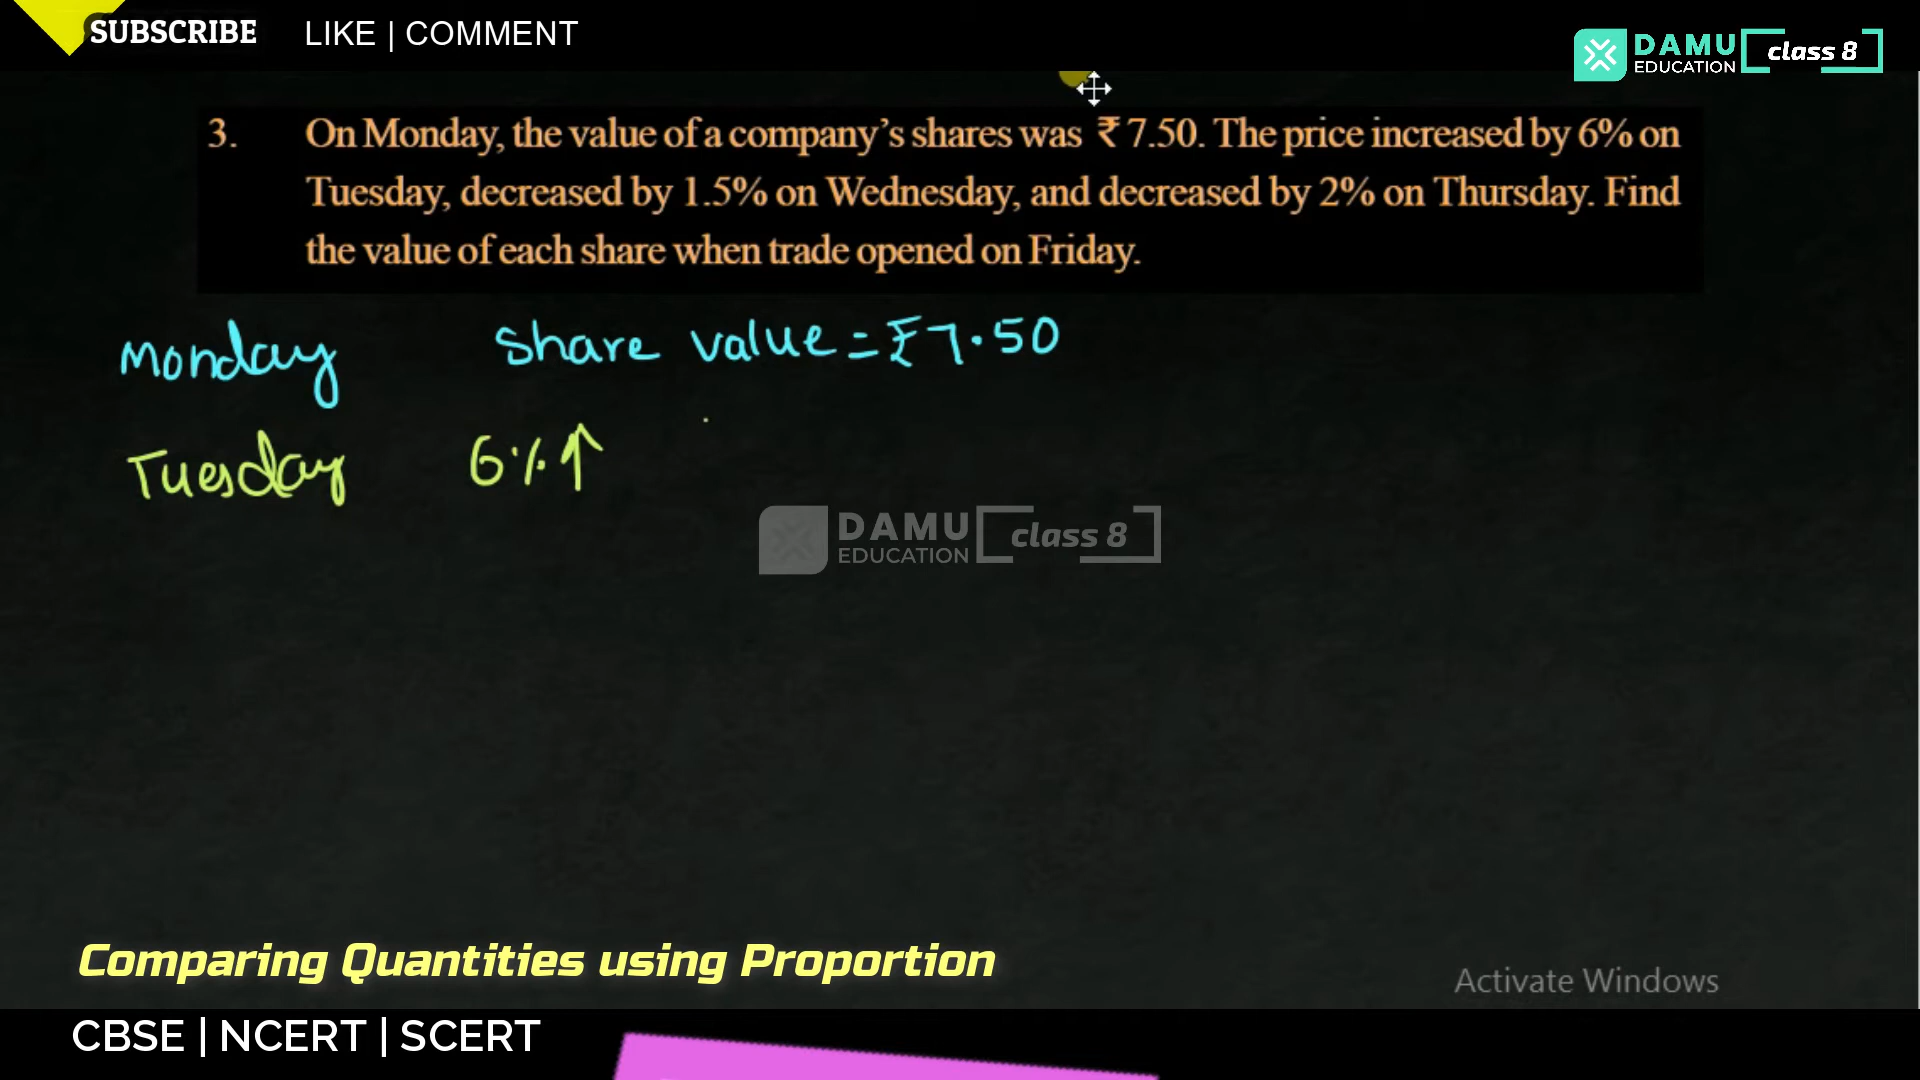 SUBSCRIBE LIKE | COMMENT
DAMU EDUCATION class 8
3. On Monday, the value of a company's shares was ₹ 7.50. The price increased by 6% on
Tuesday, decreased by 1.5% on Wednesday, and decreased by 2% on Thursday. Find
the value of each share when trade opened on Friday.
Monday Share value = ₹7.50
Tuesday 6% ↑
DAMU EDUCATION class 8
Comparing Quantities using Proportion
Activate Windows
CBSE | NCERT | SCERT